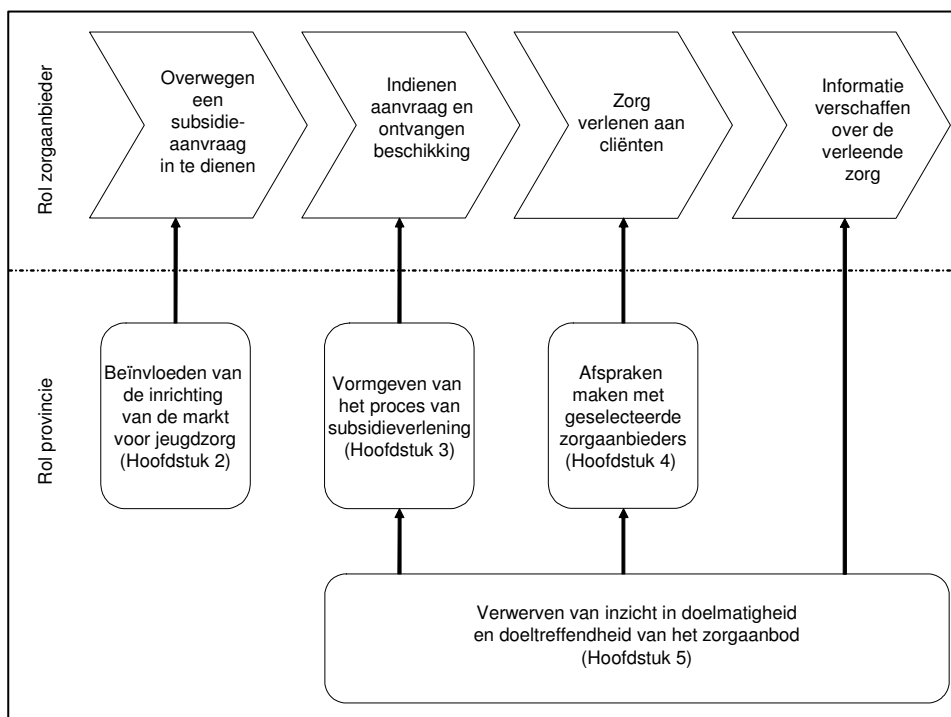 Rol zorgaanbieder
Overwegen
een
subsidie-
aanvraag
in te dienen
Indienen
aanvraag en
ontvangen
beschikking
Zorg
verlenen aan
cliënten
Informatie
verschaffen
over de
verleende
zorg
Rol provincie
Beïnvloeden van
de inrichting
van de markt
voor jeugdzorg
(Hoofdstuk 2)
Vormgeven van
het proces van
subsidieverlening
(Hoofdstuk 3)
Afspraken
maken met
geselecteerde
zorgaanbieders
(Hoofdstuk 4)
Verwerven van inzicht in doelmatigheid
en doeltreffendheid van het zorgaanbod
(Hoofdstuk 5)